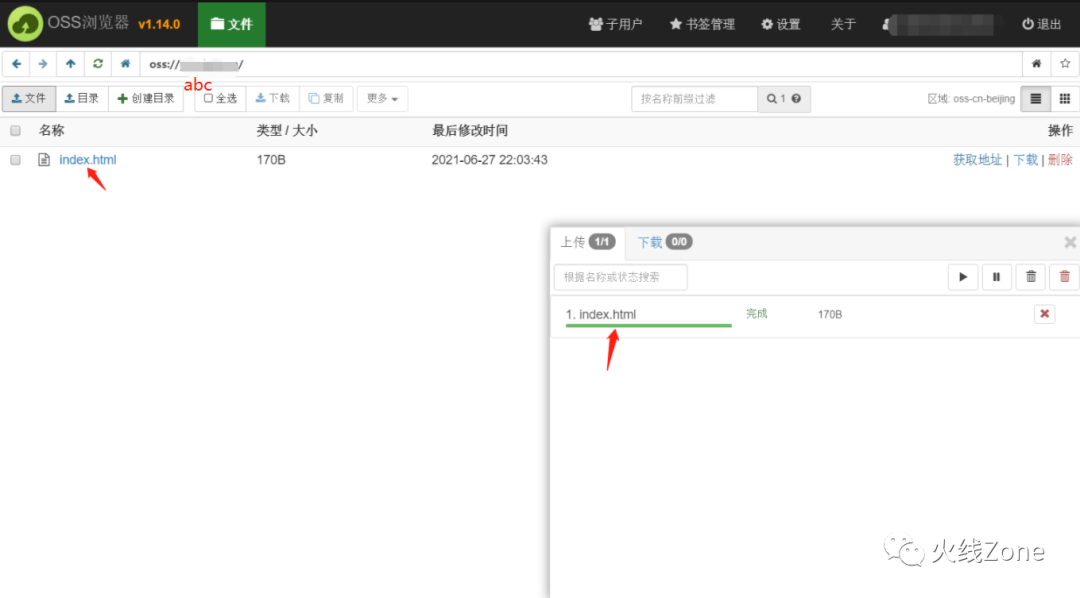 OSS浏览器 v1.14.0 文件 子用户 书签管理 设置 关于 退出
oss:// /
abc
文件 目录 创建目录 全选 下载 复制 更多 按名称前缀过滤 1 区域: oss-cn-beijing
名称 类型 / 大小 最后修改时间 操作
index.html 170B 2021-06-27 22:03:43 获取地址 | 下载 | 删除
上传 1/1 下载 0/0
根据名称或状态搜索
1. index.html 完成 170B
火线Zone